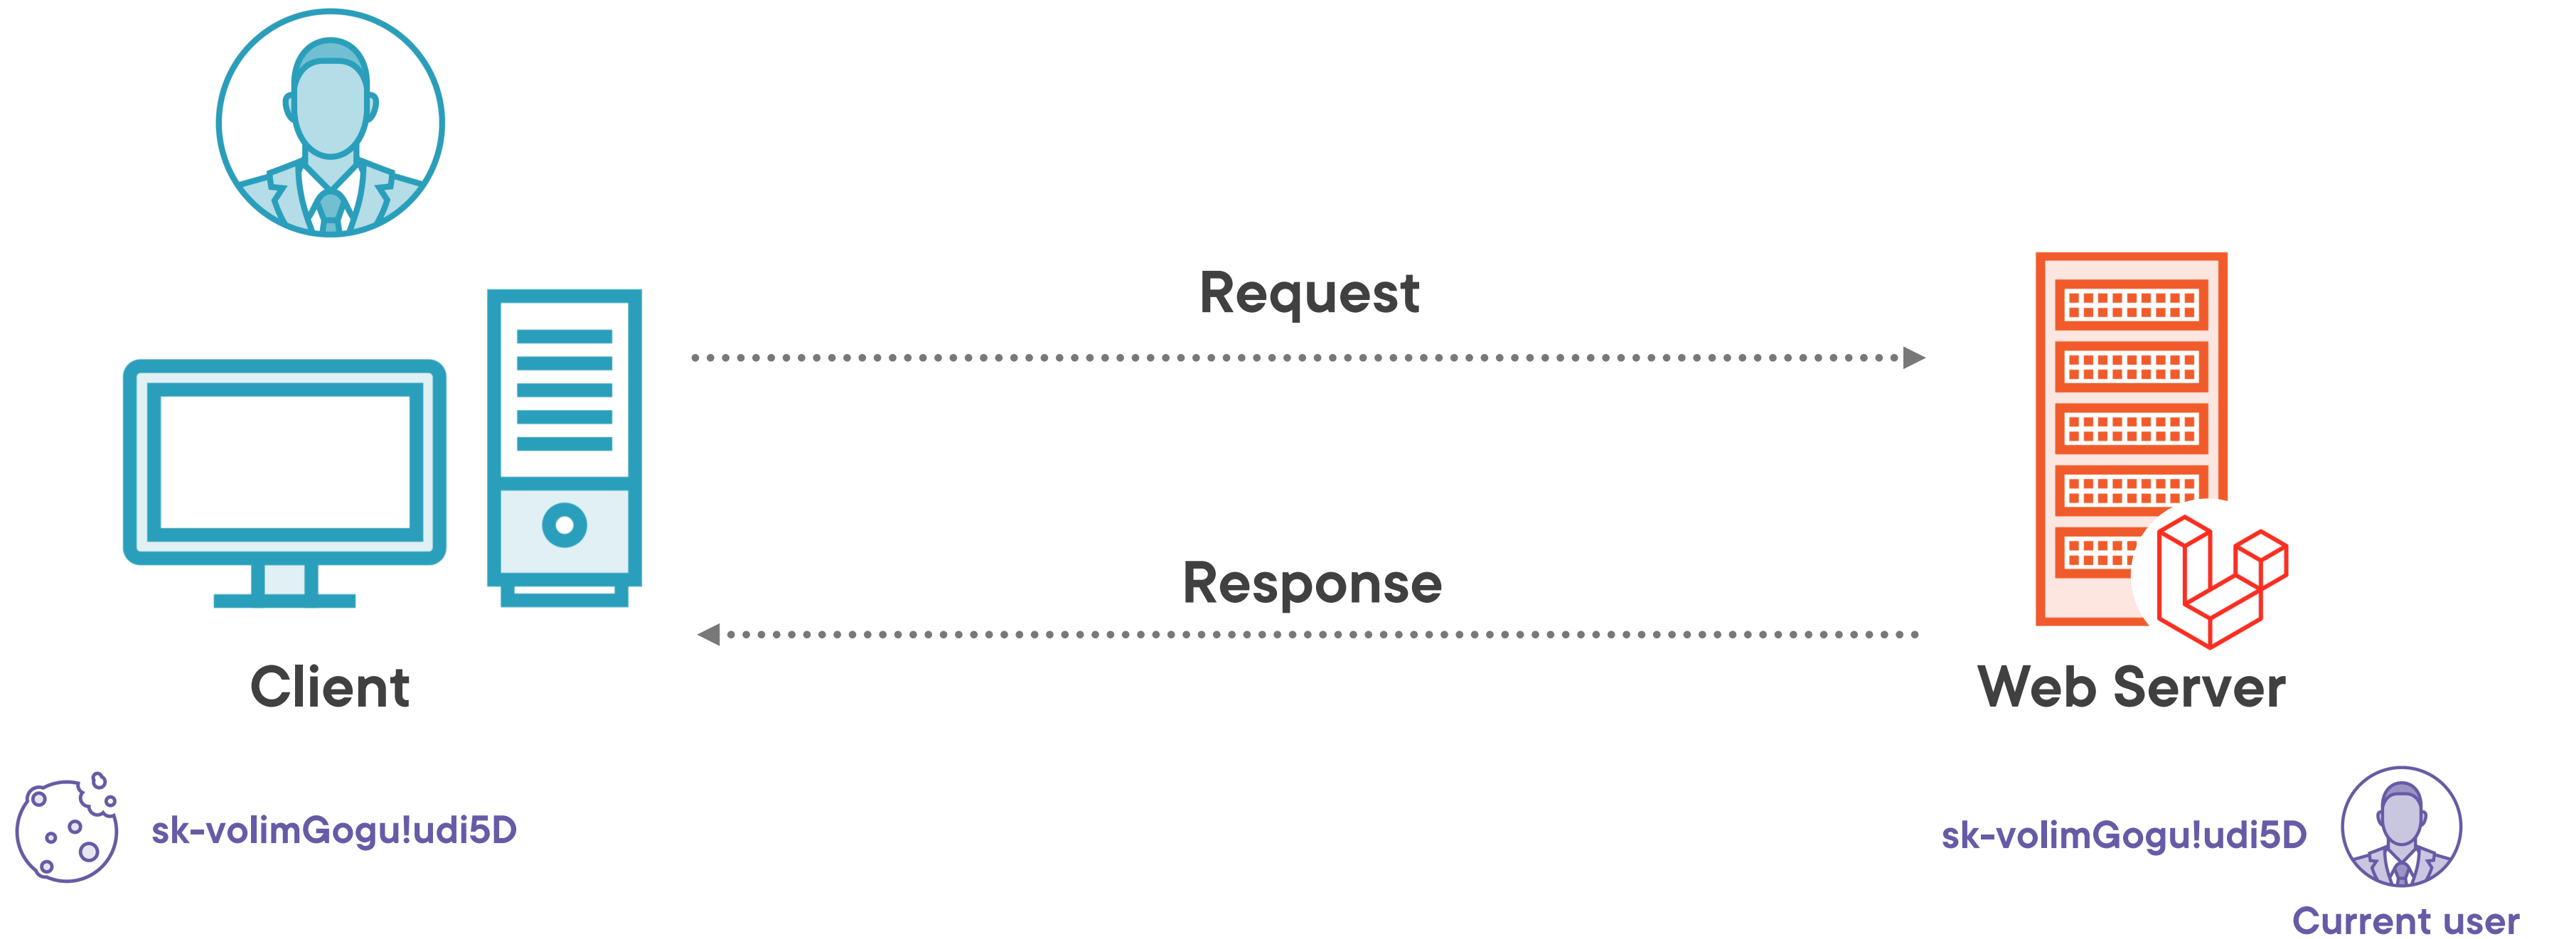 Request
Response
Client
Web Server
sk-volimGogu!udi5D
sk-volimGogu!udi5D
Current user